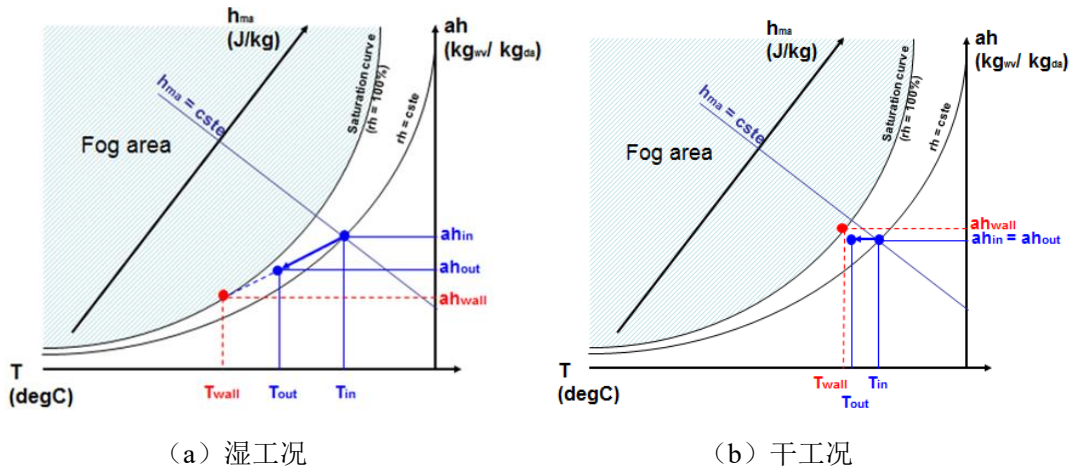 hma
(J/kg)
ah
(kgwv/ kgda)
hma = cste
Saturation curve
(rh = 100%)
rh = cste
Fog area
ahin
ahout
ahwall
T
(degC)
Twall
Tout
Tin
(a)湿工况
hma
(J/kg)
ah
(kgwv/ kgda)
hma = cste
Saturation curve
(rh = 100%)
rh = cste
Fog area
ahwall
ahin = ahout
T
(degC)
Twall
Tin
Tout
(b)干工况